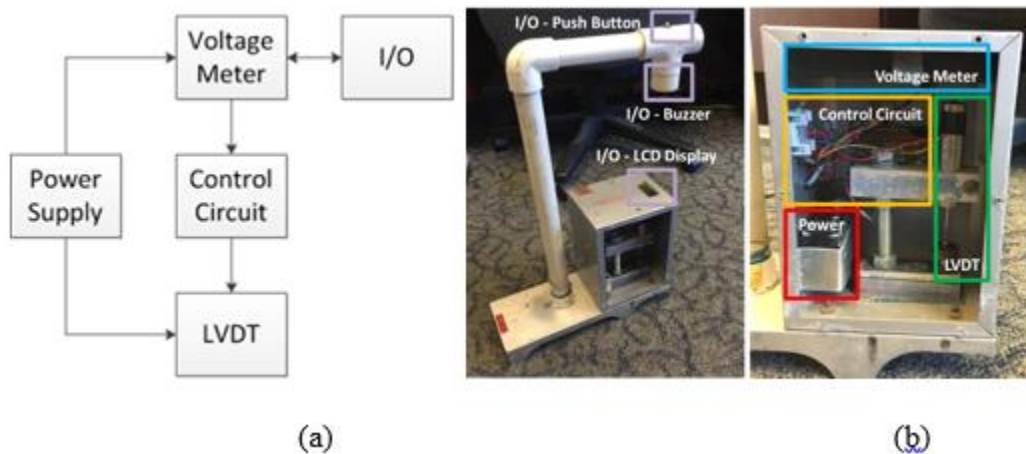 Voltage
Meter
I/O
Power
Supply
Control
Circuit
LVDT
I/O - Push Button
I/O - Buzzer
I/O - LCD Display
Voltage Meter
Control Circuit
Power
LVDT
(a)
(b)